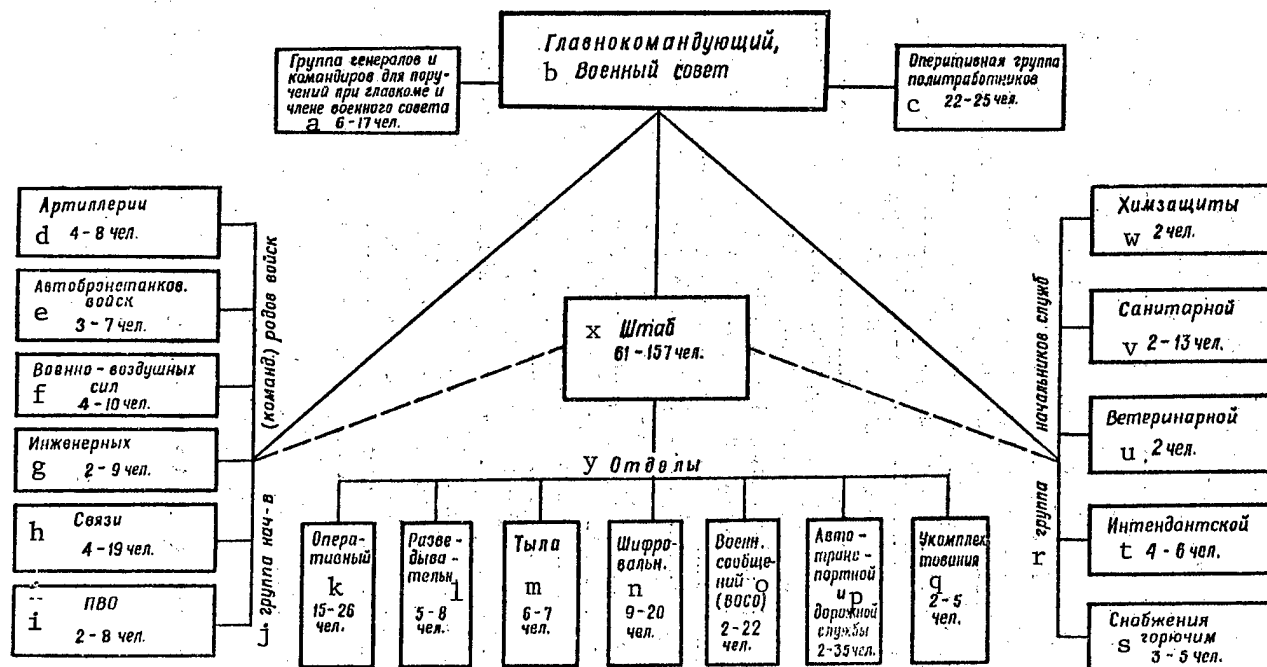 Главнокомандующий,
b Военный совет
Группа генералов и
командиров для пору-
чений при главкоме и
члене военного совета
a 6-17 чел.
Оперативная группа
политработников
c 22-25 чел.
Артиллерии
d 4-8 чел.
Автобронетанков.
войск
e 3-7 чел.
Военно-воздушных
сил
f 4-10 чел.
Инженерных
g 2-9 чел.
Связи
h 4-19 чел.
ПВО
i 2-8 чел.
j группа нач-в (команд.) родов войск
x Штаб
61-157 чел.
y Отделы
Опера-
тивный
k
15-26
чел.
Разве-
дыва-
тельн.
l
5-8
чел.
Тыла
m
6-7
чел.
Шифро-
вальн.
n
9-20
чел.
Военн.
сообще-
ний o
(ВОСО)
2-22
чел.
Авто-
транс-
портной
и p
дорожной
службы
2-35 чел.
Укомплек
тования
q
2-5
чел.
r группа начальников служб
Химзащиты
w 2 чел.
Санитарной
v 2-13 чел.
Ветеринарной
u 2 чел.
Интендантской
t 4-6 чел.
Снабжения
горючим
s 3-5 чел.